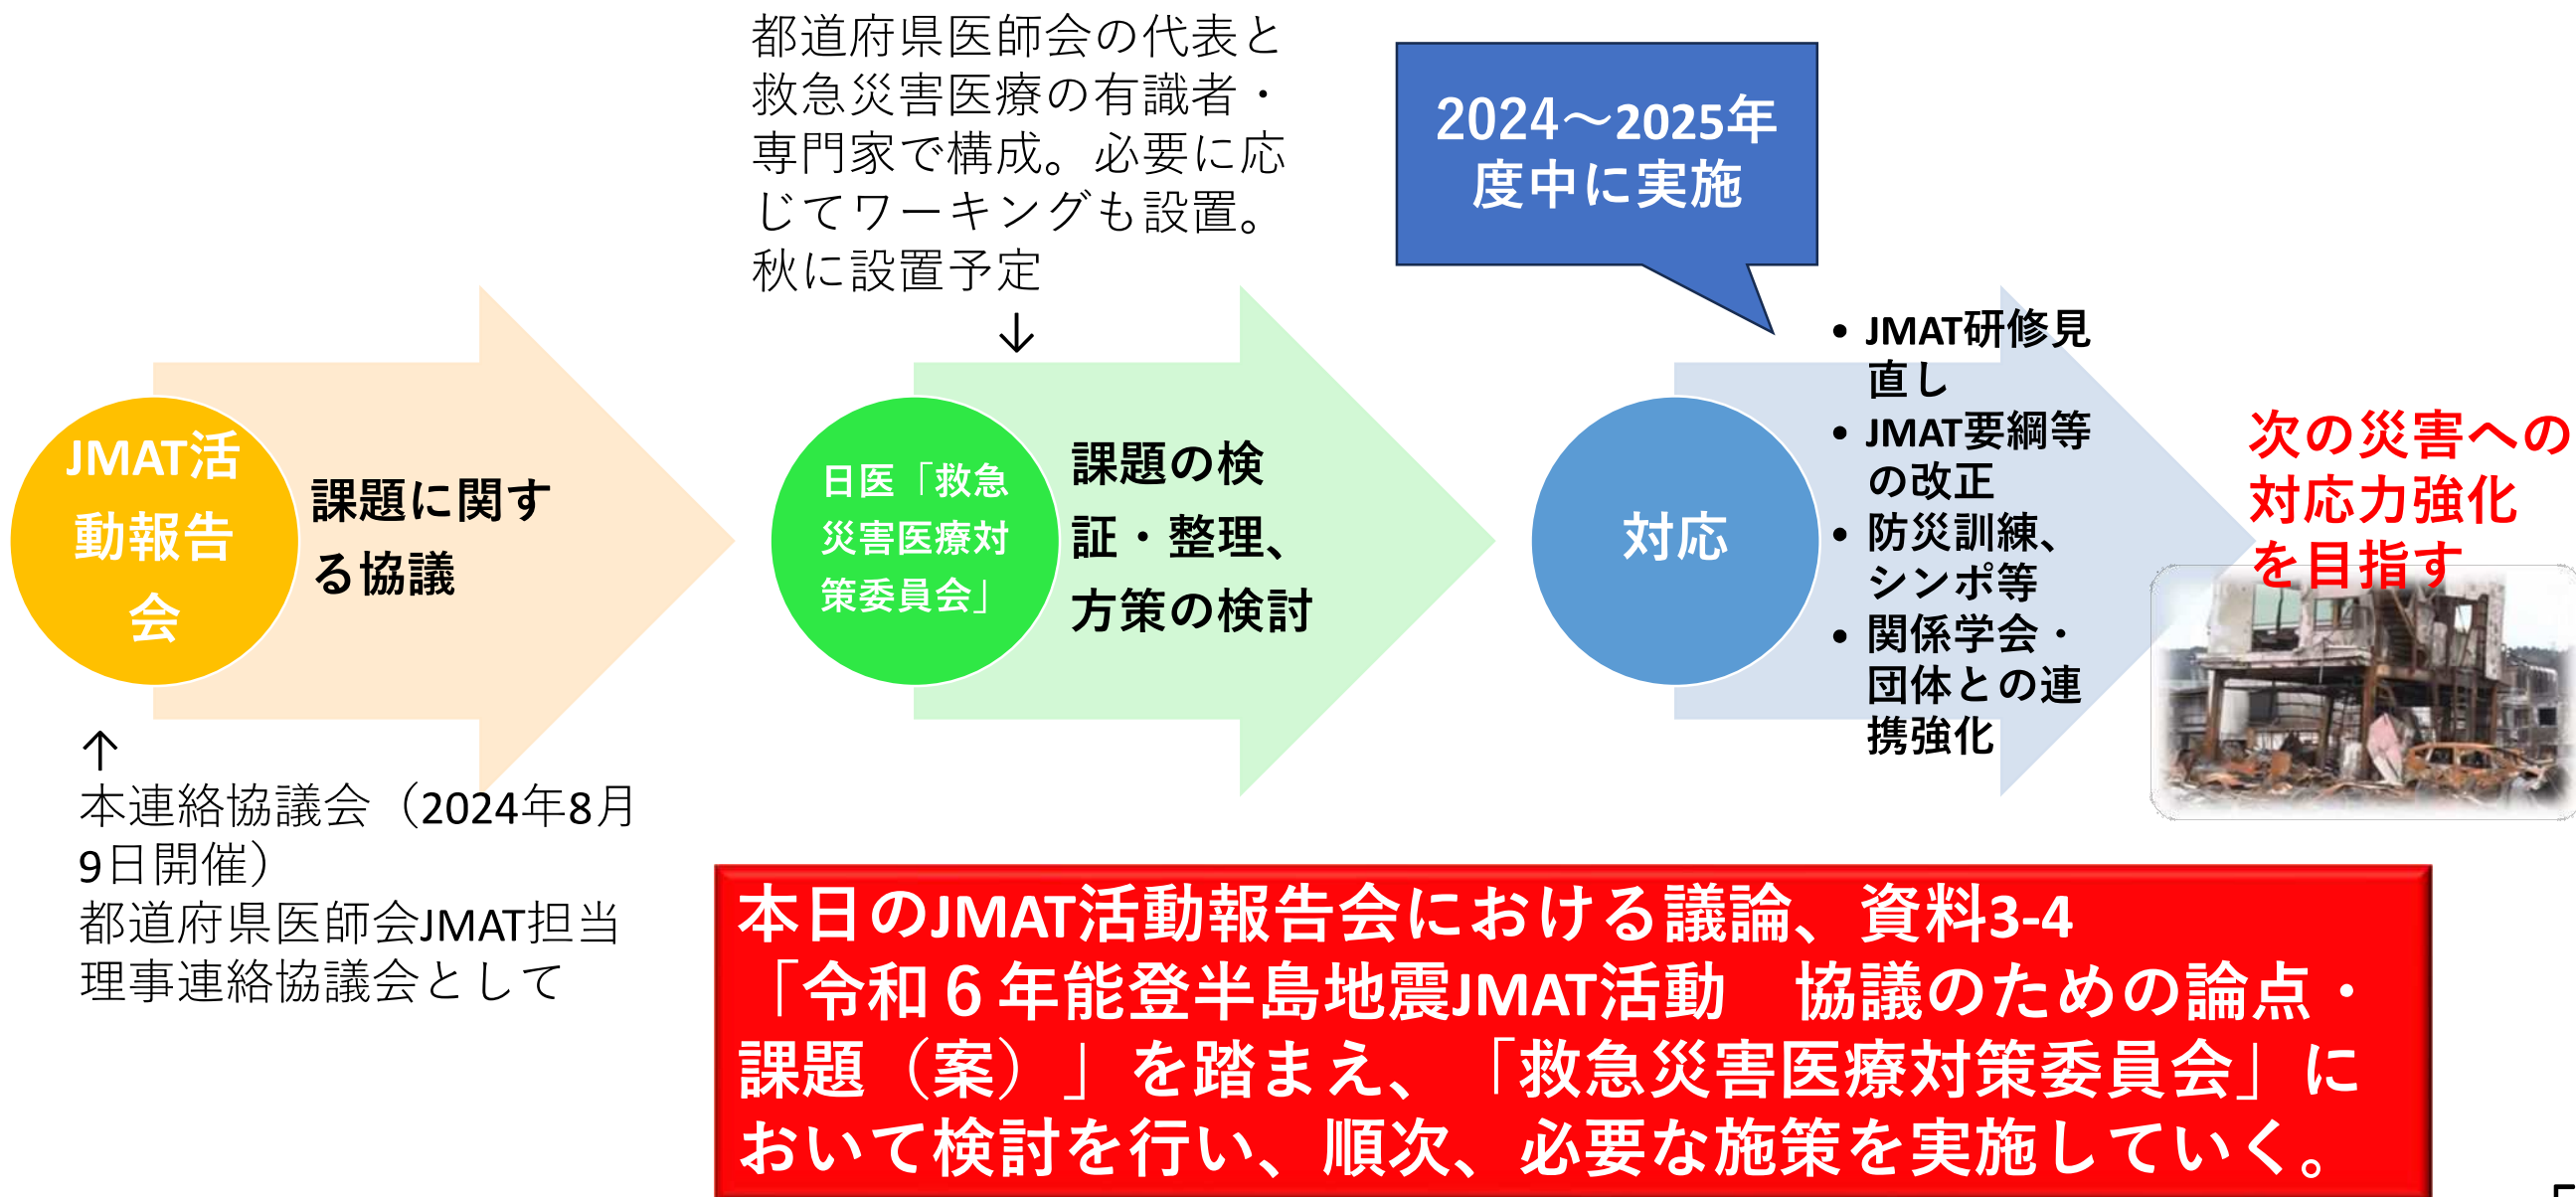 都道府県医師会の代表と
救急災害医療の有識者・
専門家で構成。必要に応
じてワーキングも設置。
秋に設置予定
↓
2024～2025年
度中に実施
JMAT活
動報告
会
課題に関す
る協議
日医「救急
災害医療対
策委員会」
課題の検
証・整理、
方策の検討
対応
• JMAT研修見
直し
• JMAT要綱等
の改正
• 防災訓練、
シンポ等
• 関係学会・
団体との連
携強化
次の災害への
対応力強化
を目指す
↑
本連絡協議会（2024年8月
9日開催）
都道府県医師会JMAT担当
理事連絡協議会として
本日のJMAT活動報告会における議論、資料3-4
「令和６年能登半島地震JMAT活動　協議のための論点・
課題（案）」を踏まえ、「救急災害医療対策委員会」に
おいて検討を行い、順次、必要な施策を実施していく。